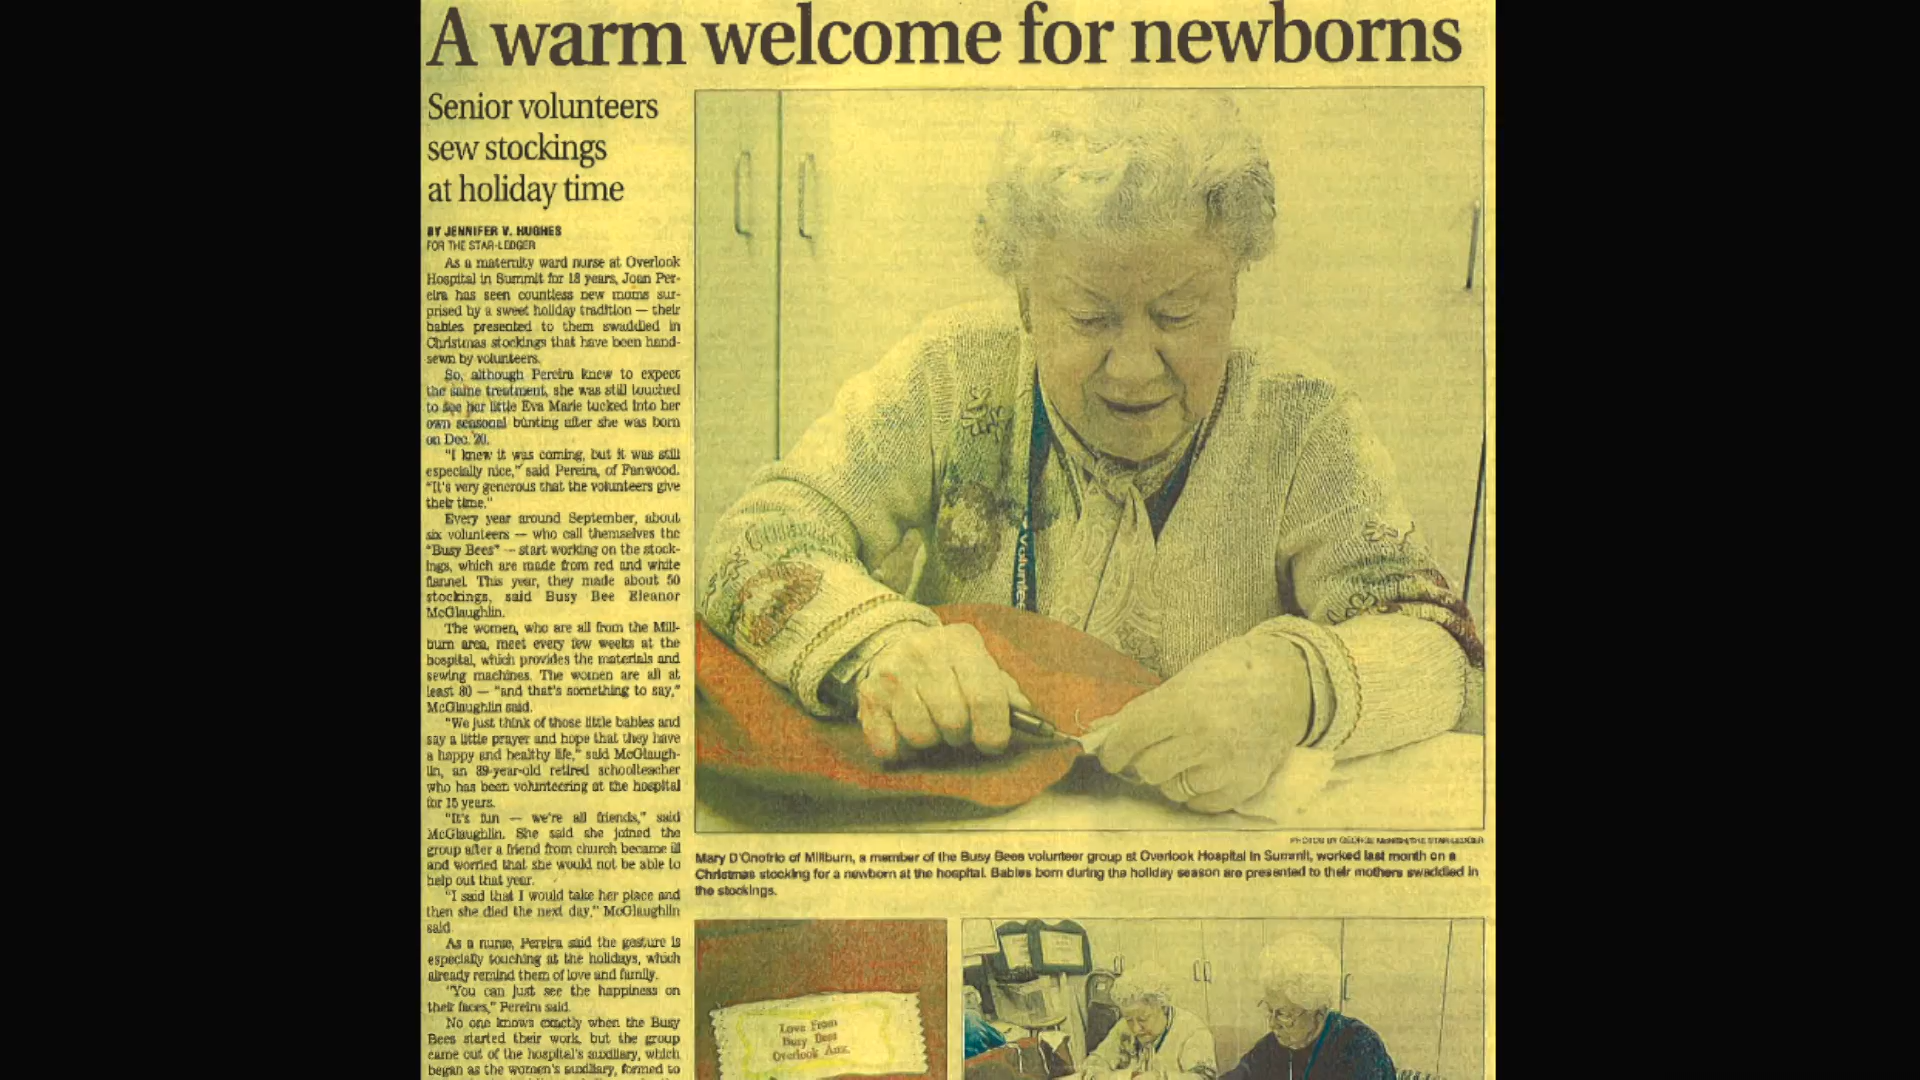 A warm welcome for newborns
Senior volunteers
sew stockings
at holiday time
BY JENNIFER V. HUGHES
FOR THE STAR-LEDGER
As a maternity ward nurse at Overlook
Hospital in Summit for 18 years, Joan Per-
eira has seen countless new moms sur-
prised by a sweet holiday tradition — their
babies presented to them swaddled in
Christmas stockings that have been hand-
sewn by volunteers.
So, although Pereira knew to expect
the same treatment, she was still touched
to see her little Eva Marie tucked into her
own seasonal bunting after she was born
on Dec. 20.
"I knew it was coming, but it was still
especially nice," said Pereira, of Fanwood.
"It's very generous that the volunteers give
their time."
Every year around September, about
six volunteers — who call themselves the
"Busy Bees" — start working on the stock-
ings, which are made from red and white
flannel. This year, they made about 50
stockings, said Busy Bee Eleanor
McGlaughlin.
The women, who are all from the Mill-
burn area, meet every few weeks at the
hospital, which provides the materials and
sewing machines. The women are all at
least 80 — "and that's something to say,"
McGlaughlin said.
"We just think of those little babies and
say a little prayer and hope that they have
a happy and healthy life," said McGlaugh-
lin, an 89-year-old retired schoolteacher
who has been volunteering at the hospital
for 15 years.
"It's fun — we're all friends," said
McGlaughlin. She said she joined the
group after a friend from church became ill
and worried that she would not be able to
help out that year.
"I said that I would take her place and
then she died the next day," McGlaughlin
said.
As a nurse, Pereira said the gesture is
especially touching at the holidays, which
already remind them of love and family.
"You can just see the happiness on
their faces," Pereira said.
No one knows exactly when the Busy
Bees started their work, but the group
came out of the hospital's auxiliary, which
began as the women's auxiliary, formed to
Volunte
PHOTOS BY GEORGE /THE STAR-LEDGER
Mary D'Onofrio of Millburn, a member of the Busy Bees volunteer group at Overlook Hospital in Summit, worked last month on a
Christmas stocking for a newborn at the hospital. Babies born during the holiday season are presented to their mothers swaddled in
the stockings.
Love From
Busy Bees
Overlook Aux.